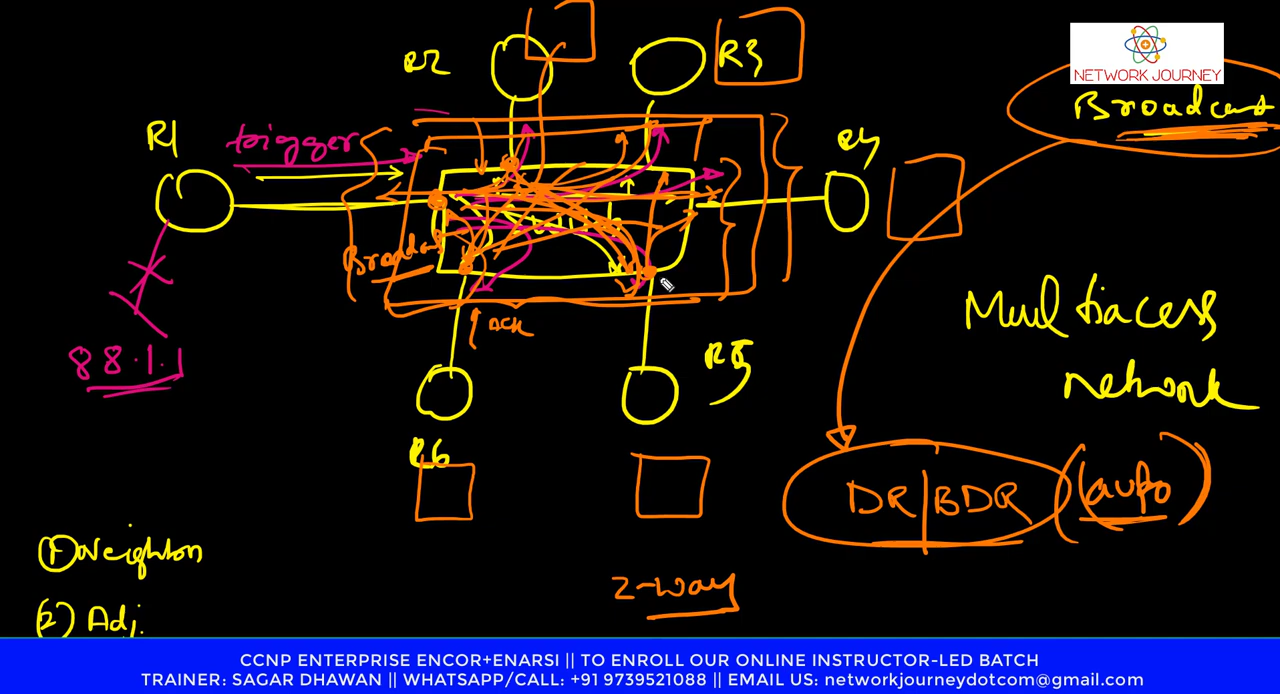 R2
R3
NETWORK JOURNEY
Broadcast
R1
trigger
R4
Broadcast
88.1.1
ACK
R5
Multiacess
network
R6
DR|BDR (auto)
① Neighbor
② Adj.
2-way
CCNP ENTERPRISE ENCOR+ENARSI || TO ENROLL OUR ONLINE INSTRUCTOR-LED BATCH
TRAINER: SAGAR DHAWAN || WHATSAPP/CALL: +91 9739521088 || EMAIL US: networkjourneydotcom@gmail.com